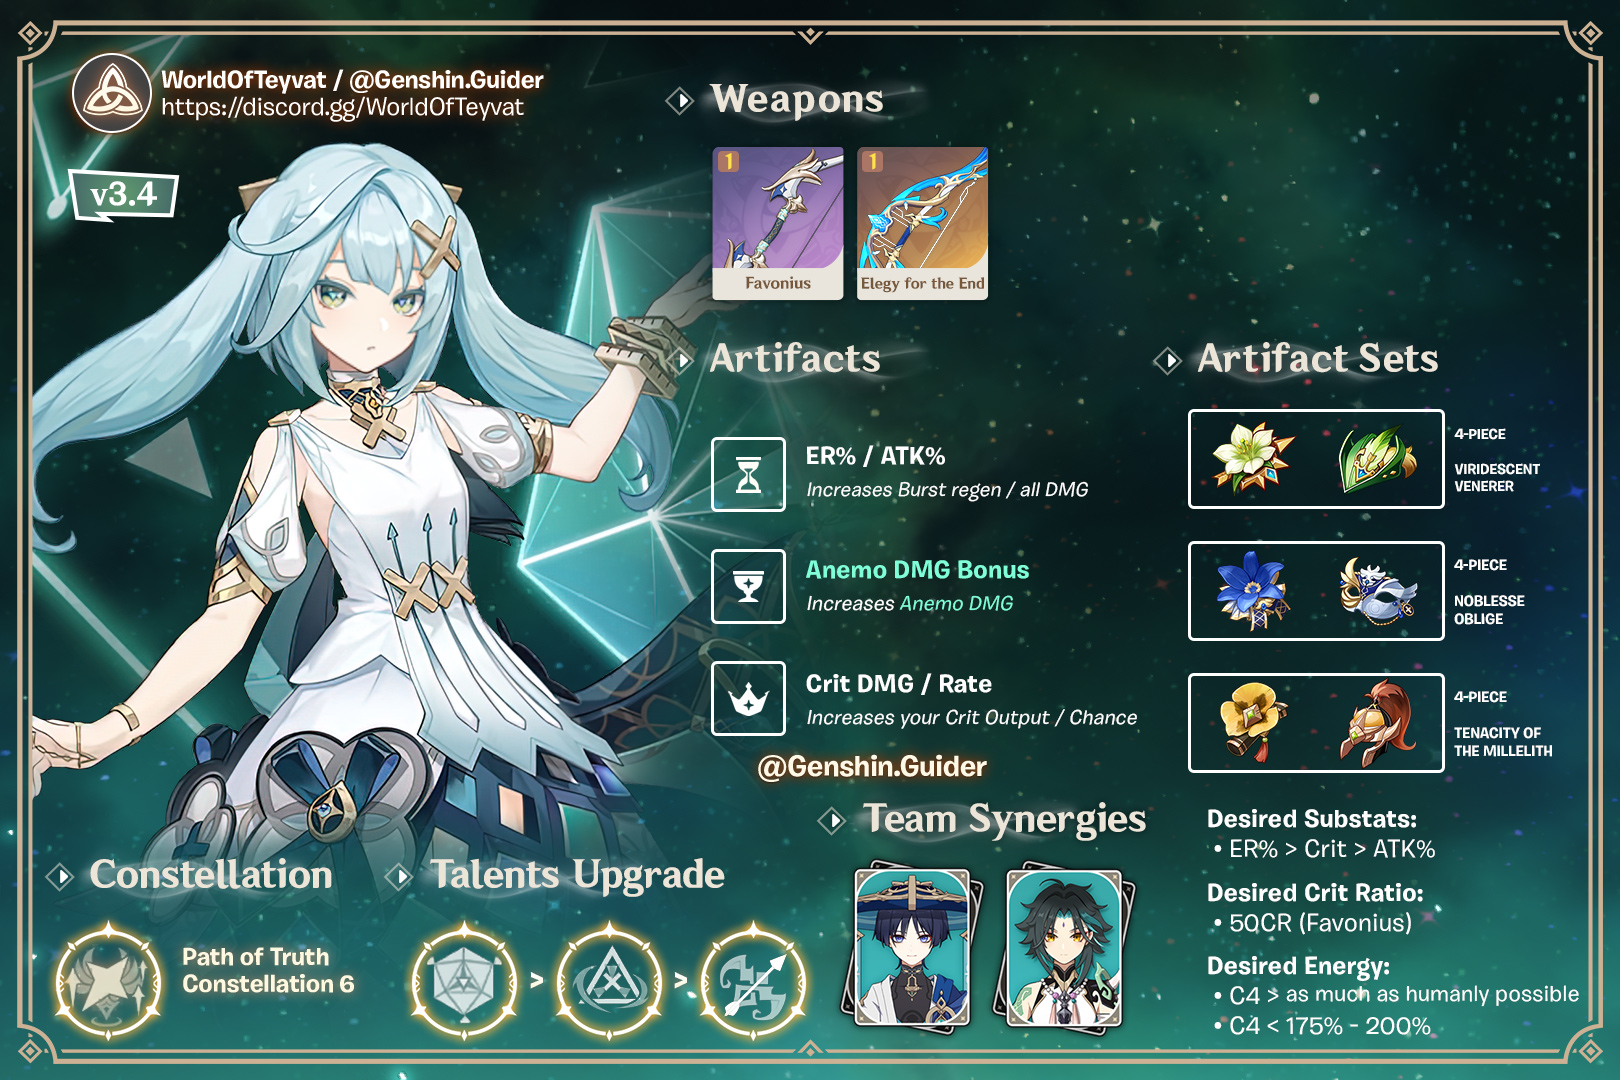 WorldOfTeyvat / @Genshin.Guider
https://discord.gg/WorldOfTeyvat
v3.4
Weapons
1
1
Favonius
Elegy for the End
Artifacts
ER% / ATK%
Increases Burst regen / all DMG
Anemo DMG Bonus
Increases Anemo DMG
Crit DMG / Rate
Increases your Crit Output / Chance
@Genshin.Guider
Artifact Sets
4-PIECE
VIRIDESCENT
VENERER
4-PIECE
NOBLESSE
OBLIGE
4-PIECE
TENACITY OF
THE MILLELITH
Constellation
Path of Truth
Constellation 6
Talents Upgrade
>
>
Team Synergies
Desired Substats:
• ER% > Crit > ATK%
Desired Crit Ratio:
• 50CR (Favonius)
Desired Energy:
• C4 > as much as humanly possible
• C4 < 175% - 200%